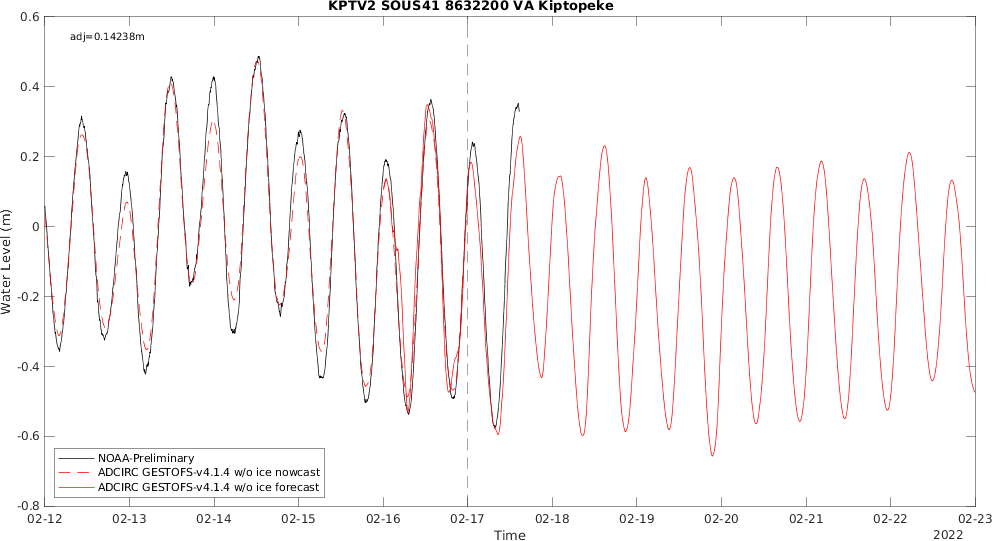 KPTV2 SOUS41 8632200 VA Kiptopeke
adj=0.14238m
0.6
0.4
0.2
0
-0.2
-0.4
-0.6
-0.8
Water Level (m)
NOAA-Preliminary
ADCIRC GESTOFS-v4.1.4 w/o ice nowcast
ADCIRC GESTOFS-v4.1.4 w/o ice forecast
02-12 02-13 02-14 02-15 02-16 02-17 02-18 02-19 02-20 02-21 02-22 02-23
Time
2022